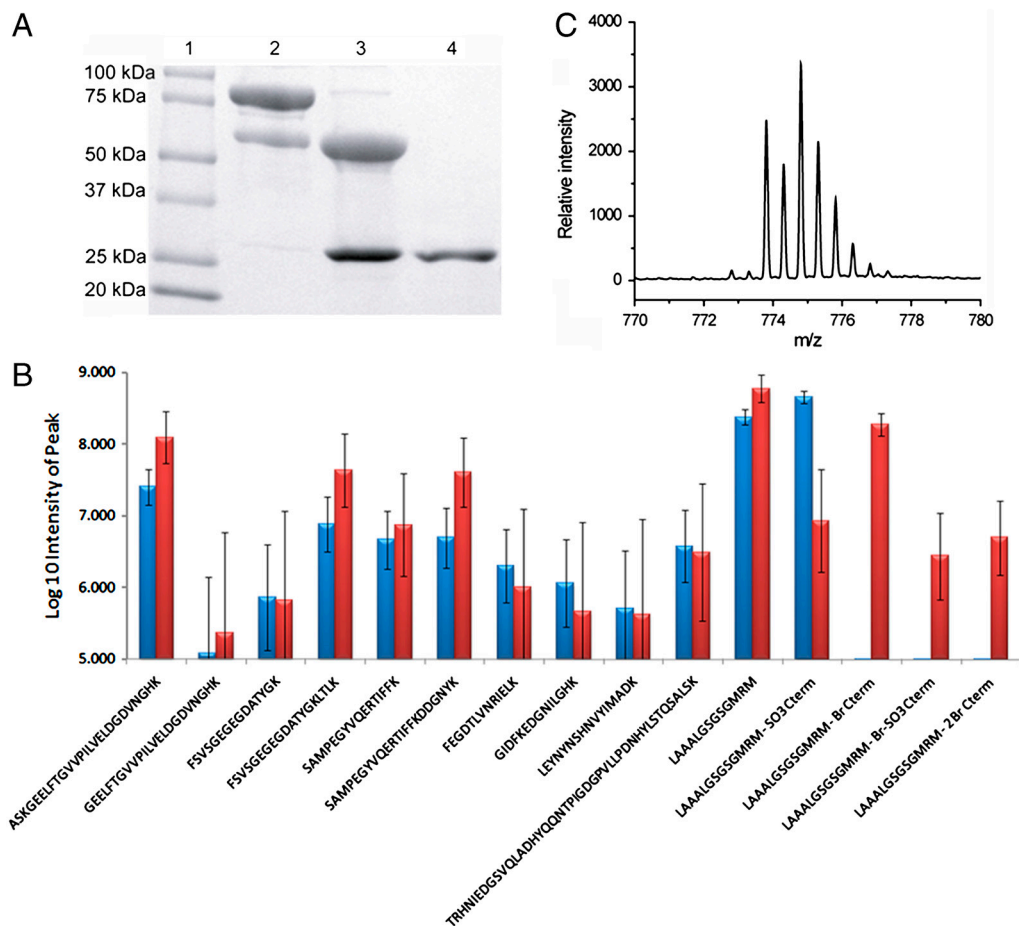 A
1 2 3 4
100 kDa
75 kDa
50 kDa
37 kDa
25 kDa
20 kDa
C
4000
3000
2000
1000
0
Relative intensity
770 772 774 776 778 780
m/z
B
9.000
8.000
7.000
6.000
5.000
Log 10 Intensity of Peak
ASKGEELFTGVVPILVELDGDVNGHK
GEELFTGVVPILVELDGDVNGHK
FSVSGEGEGDATYGK
FSVSGEGEGDATYGKLTLK
SAMPEGYVQERTIFFK
SAMPEGYVQERTIFFKDDGNYK
FEGDTLVNRIELK
GIDFKEDGNILGHK
LEYNYNSHNVYIMADK
TRHNIEDGSVQLADHYQQNTPIGDGPVLLPDNHYLSTQSALSK
LAAALGSGSGMRM
LAAALGSGSGMRM - SO3 Cterm
LAAALGSGSGMRM - Br Cterm
LAAALGSGSGMRM - Br - SO3 Cterm
LAAALGSGSGMRM - 2 Br Cterm